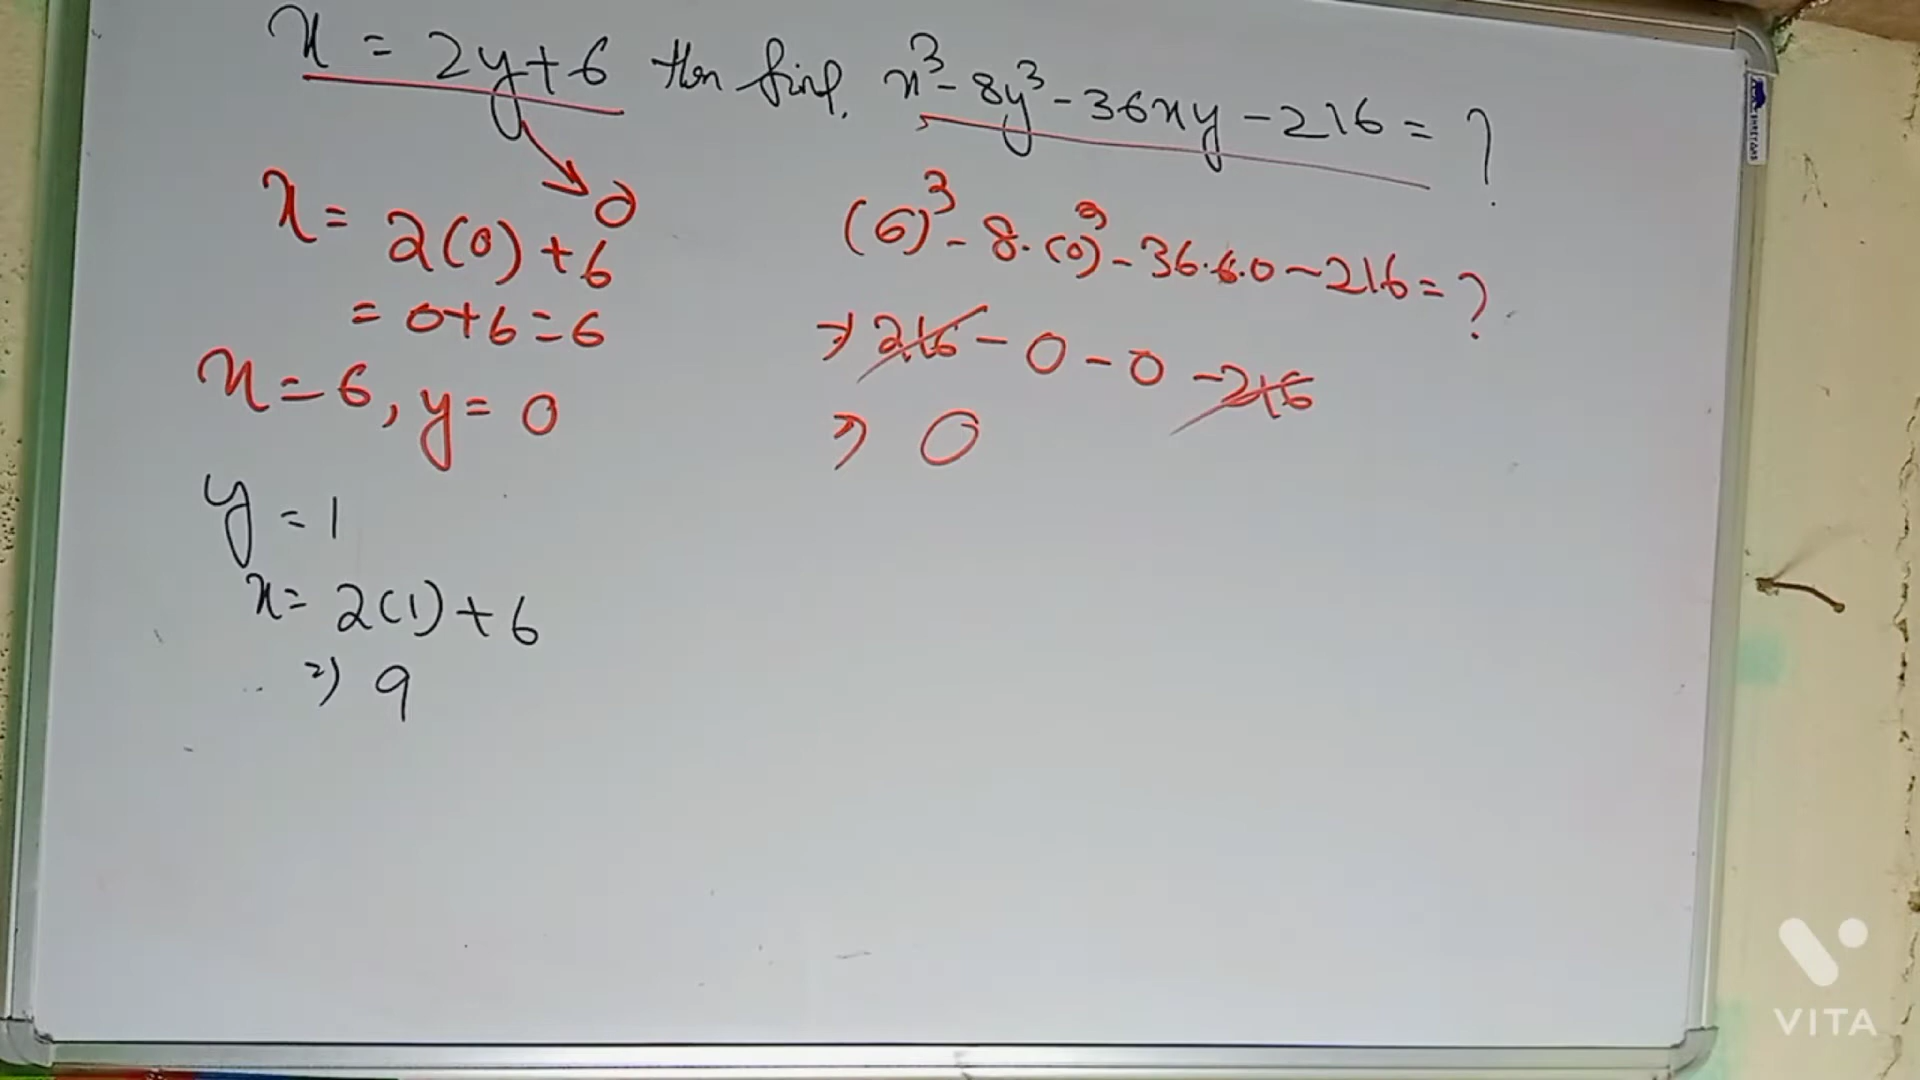 x = 2y+6 then find. x³-8y³-36xy-216=?
0
x= 2(0)+6
= 0+6=6
x=6, y=0
(6)³-8.(0)³-36.6.0-216=?
⇒ 216-0-0-216
⇒ 0
y=1
x= 2(1)+6
⇒ 9
VITA